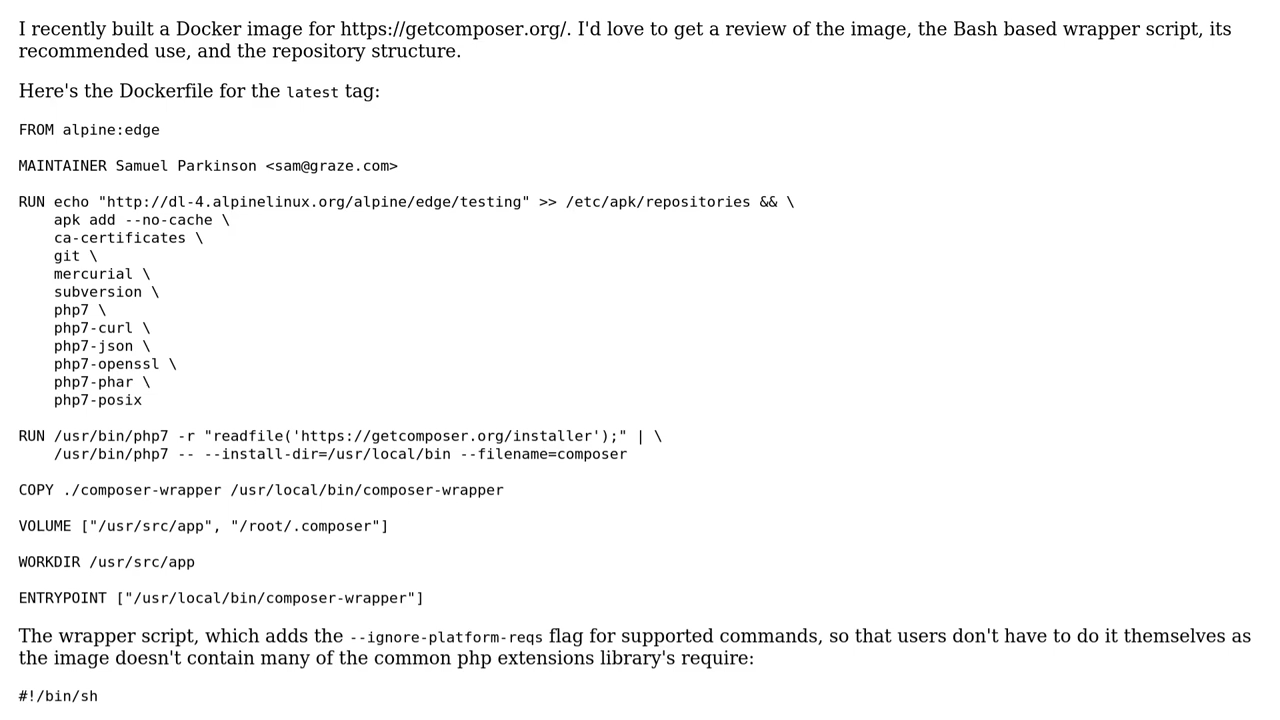 I recently built a Docker image for https://getcomposer.org/. I'd love to get a review of the image, the Bash based wrapper script, its
recommended use, and the repository structure.
Here's the Dockerfile for the latest tag:
FROM alpine:edge
MAINTAINER Samuel Parkinson <sam@graze.com>
RUN echo "http://dl-4.alpinelinux.org/alpine/edge/testing" >> /etc/apk/repositories && \
    apk add --no-cache \
    ca-certificates \
    git \
    mercurial \
    subversion \
    php7 \
    php7-curl \
    php7-json \
    php7-openssl \
    php7-phar \
    php7-posix
RUN /usr/bin/php7 -r "readfile('https://getcomposer.org/installer');" | \
    /usr/bin/php7 -- --install-dir=/usr/local/bin --filename=composer
COPY ./composer-wrapper /usr/local/bin/composer-wrapper
VOLUME ["/usr/src/app", "/root/.composer"]
WORKDIR /usr/src/app
ENTRYPOINT ["/usr/local/bin/composer-wrapper"]
The wrapper script, which adds the --ignore-platform-reqs flag for supported commands, so that users don't have to do it themselves as
the image doesn't contain many of the common php extensions library's require:
#!/bin/sh